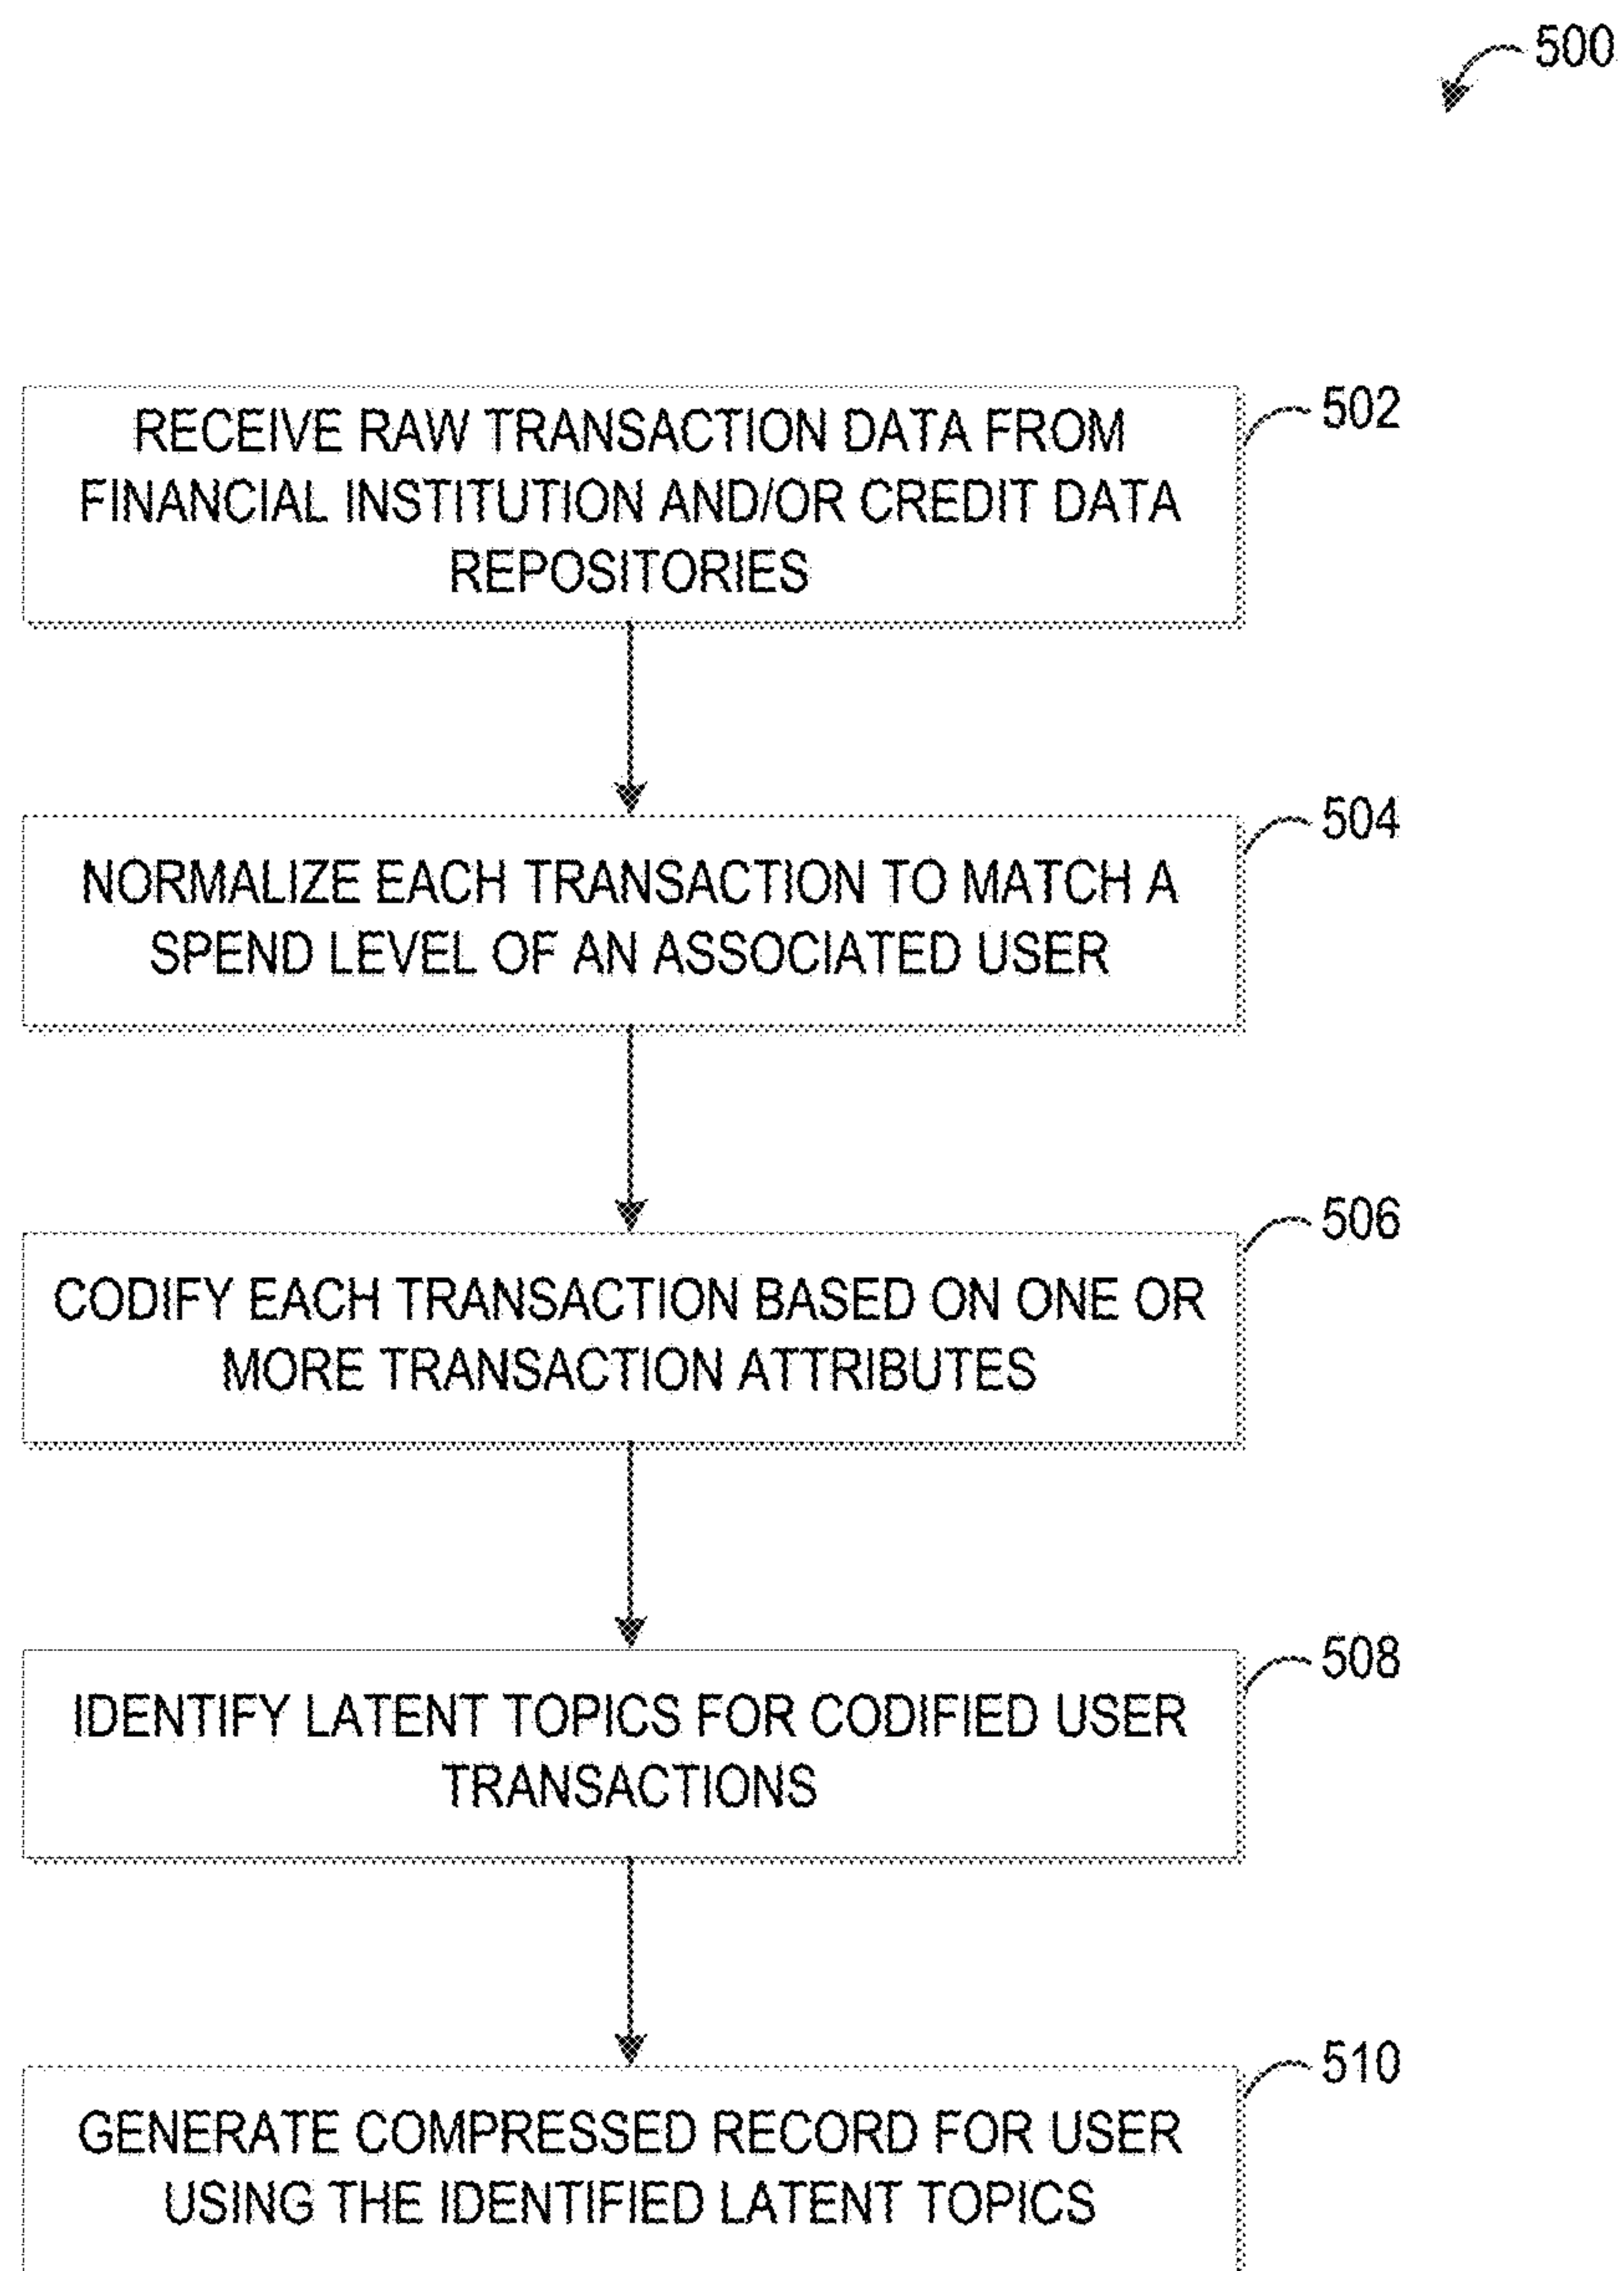 500
RECEIVE RAW TRANSACTION DATA FROM
FINANCIAL INSTITUTION AND/OR CREDIT DATA
REPOSITORIES
502
NORMALIZE EACH TRANSACTION TO MATCH A
SPEND LEVEL OF AN ASSOCIATED USER
504
CODIFY EACH TRANSACTION BASED ON ONE OR
MORE TRANSACTION ATTRIBUTES
506
IDENTIFY LATENT TOPICS FOR CODIFIED USER
TRANSACTIONS
508
GENERATE COMPRESSED RECORD FOR USER
USING THE IDENTIFIED LATENT TOPICS
510